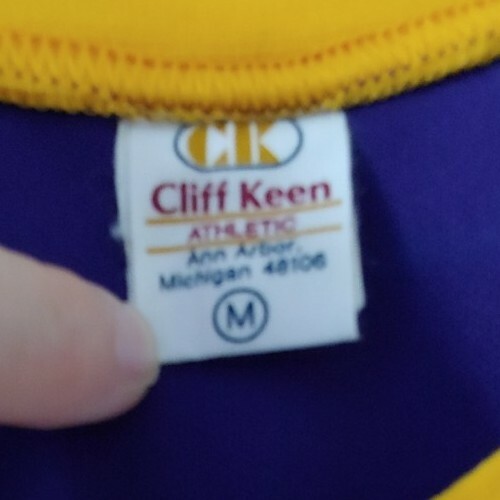 CK
Cliff Keen
ATHLETIC
Ann Arbor,
Michigan 48106
M